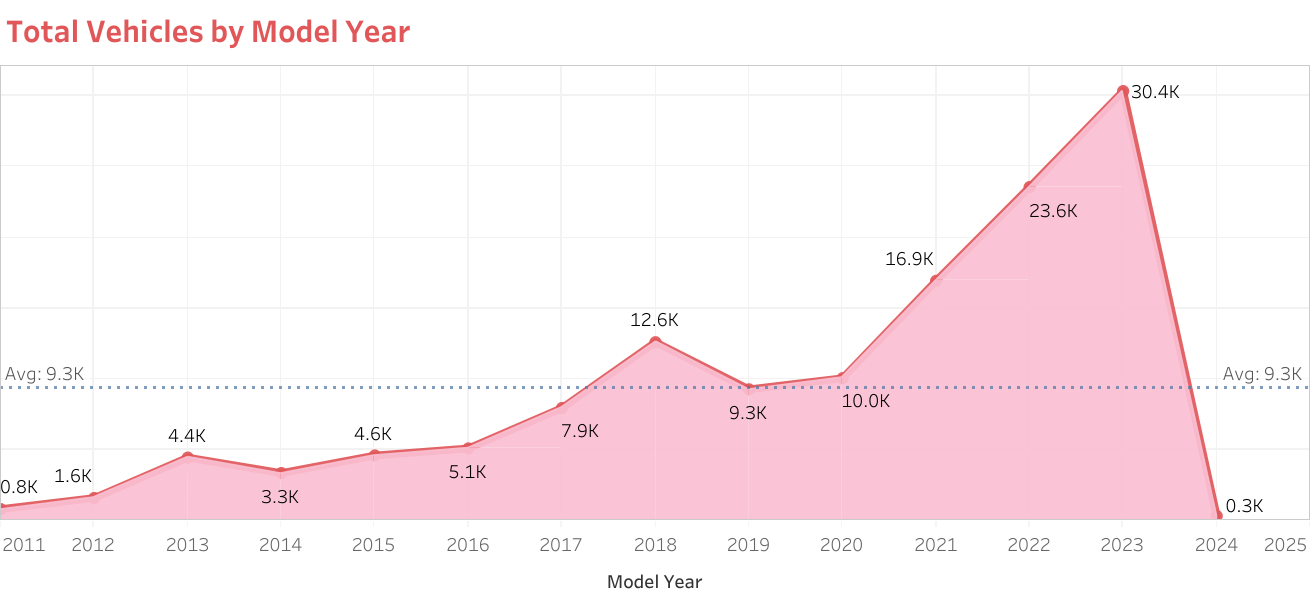 Total Vehicles by Model Year
30.4K
23.6K
16.9K
12.6K
Avg: 9.3K
Avg: 9.3K
10.0K
9.3K
7.9K
4.4K
4.6K
5.1K
1.6K
0.8K
3.3K
0.3K
2011 2012 2013 2014 2015 2016 2017 2018 2019 2020 2021 2022 2023 2024 2025
Model Year